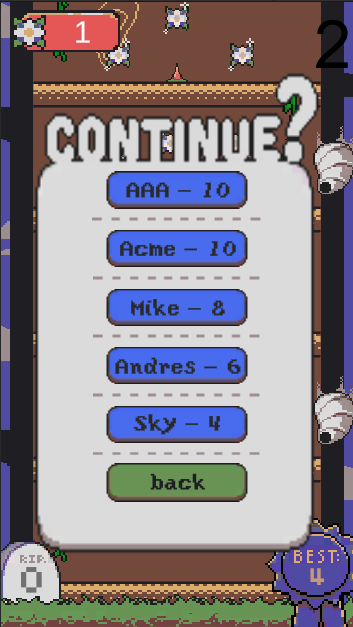 1
2
CONTINUE?
AAA - 10
Acme - 10
Mike - 8
Andres - 6
Sky - 4
back
R.I.P.
0
BEST:
4